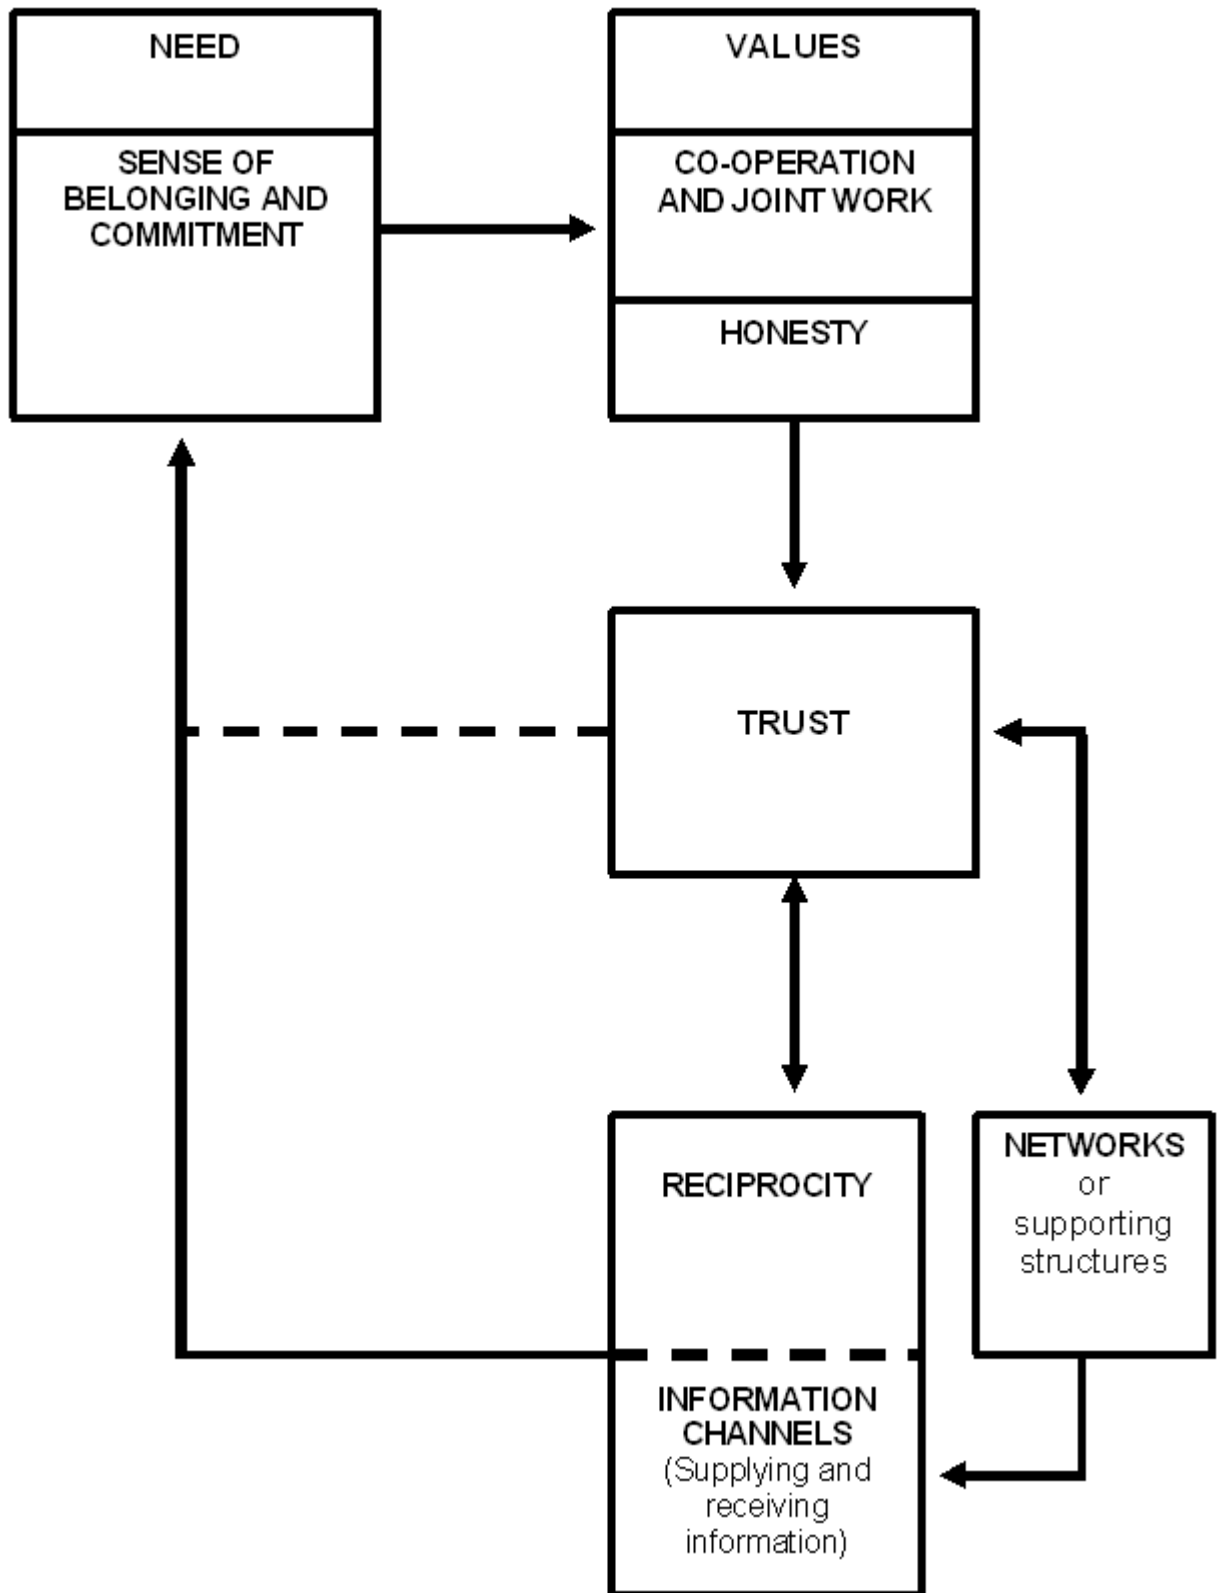 NEED
SENSE OF
BELONGING AND
COMMITMENT
VALUES
CO-OPERATION
AND JOINT WORK
HONESTY
TRUST
RECIPROCITY
INFORMATION
CHANNELS
(Supplying and
receiving
information)
NETWORKS
or
supporting
structures